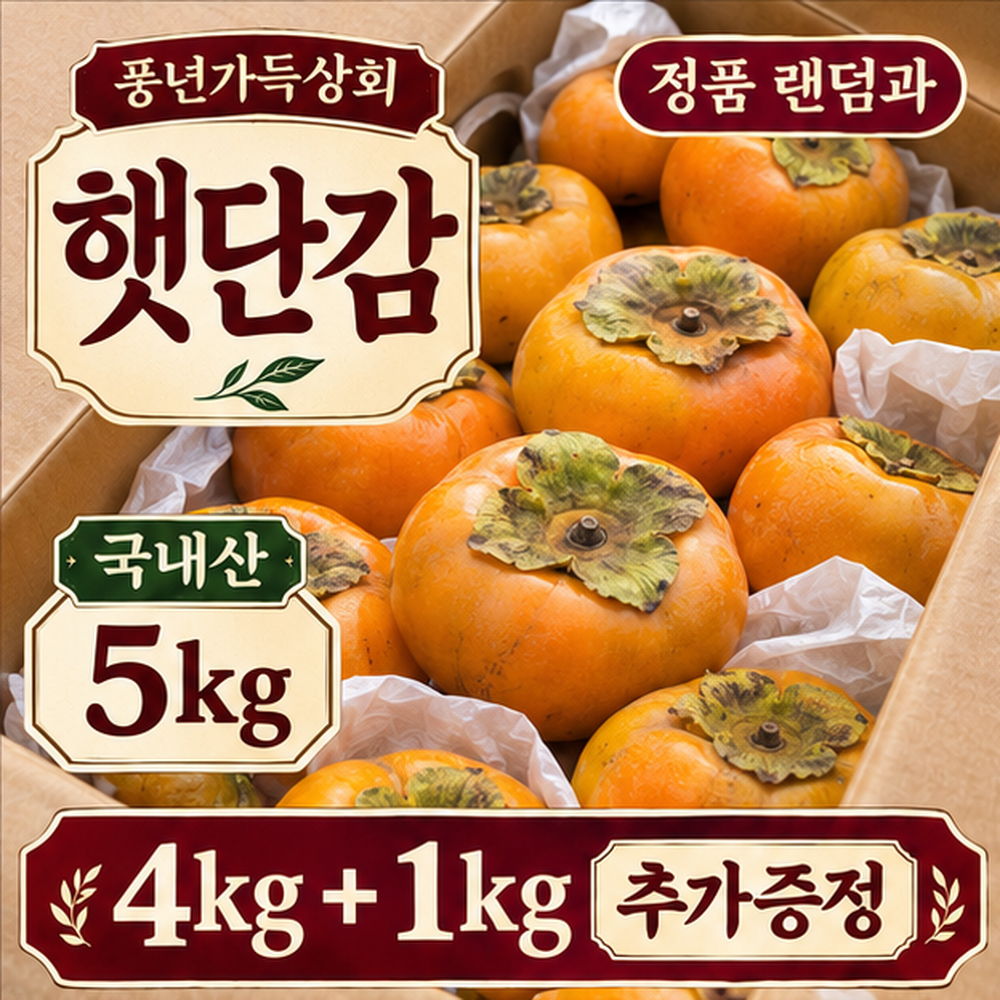 풍년가득상회
정품 랜덤과
햇단감
국내산
5kg
4kg+1kg 추가증정